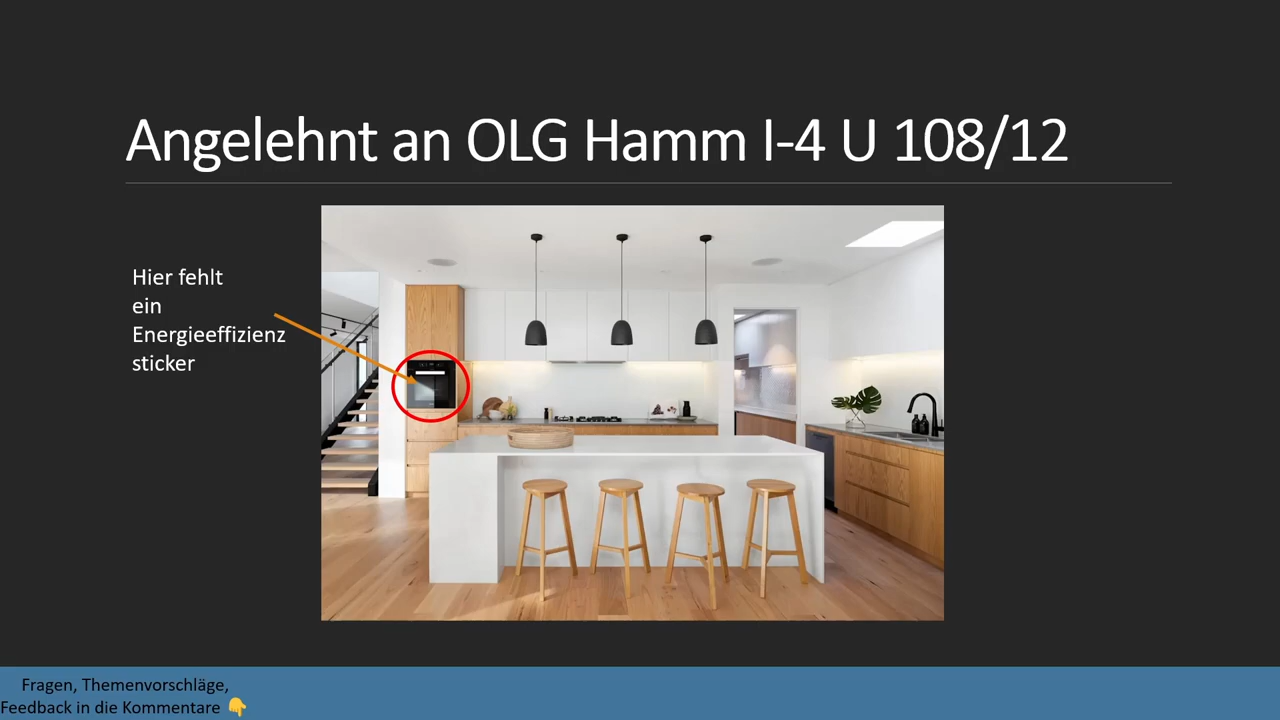 Angelehnt an OLG Hamm I-4 U 108/12
Hier fehlt
ein
Energieeffizienz
sticker
Fragen, Themenvorschläge,
Feedback in die Kommentare 👇